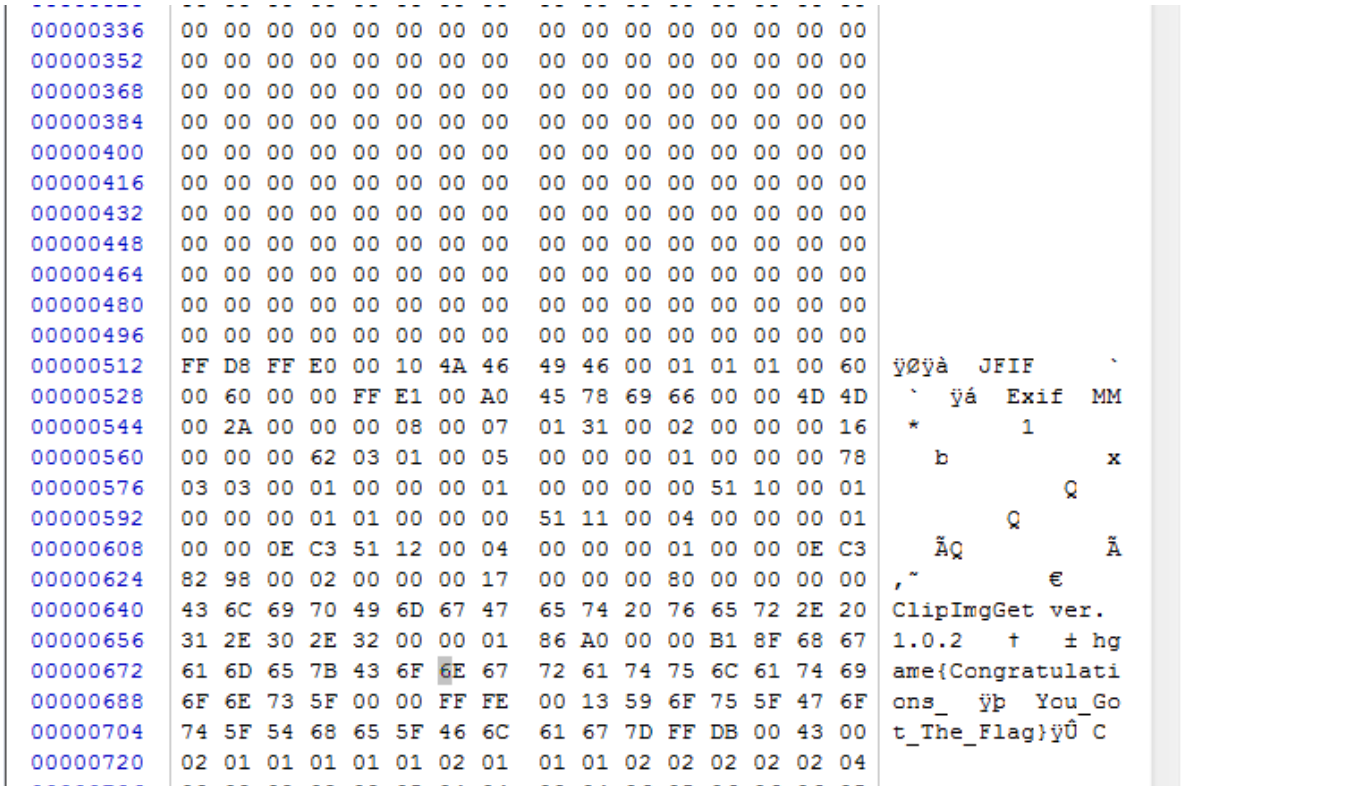 00000336 00 00 00 00 00 00 00 00 00 00 00 00 00 00 00 00
00000352 00 00 00 00 00 00 00 00 00 00 00 00 00 00 00 00
00000368 00 00 00 00 00 00 00 00 00 00 00 00 00 00 00 00
00000384 00 00 00 00 00 00 00 00 00 00 00 00 00 00 00 00
00000400 00 00 00 00 00 00 00 00 00 00 00 00 00 00 00 00
00000416 00 00 00 00 00 00 00 00 00 00 00 00 00 00 00 00
00000432 00 00 00 00 00 00 00 00 00 00 00 00 00 00 00 00
00000448 00 00 00 00 00 00 00 00 00 00 00 00 00 00 00 00
00000464 00 00 00 00 00 00 00 00 00 00 00 00 00 00 00 00
00000480 00 00 00 00 00 00 00 00 00 00 00 00 00 00 00 00
00000496 00 00 00 00 00 00 00 00 00 00 00 00 00 00 00 00
00000512 FF D8 FF E0 00 10 4A 46 49 46 00 01 01 01 00 60 ÿØÿà JFIF `
00000528 00 60 00 00 FF E1 00 A0 45 78 69 66 00 00 4D 4D ` ÿá Exif MM
00000544 00 2A 00 00 00 08 00 07 01 31 00 02 00 00 00 16 * 1
00000560 00 00 00 62 03 01 00 05 00 00 00 01 00 00 00 78 b x
00000576 03 03 00 01 00 00 00 01 00 00 00 00 51 10 00 01 Q
00000592 00 00 00 01 01 00 00 00 51 11 00 04 00 00 00 01 Q
00000608 00 00 0E C3 51 12 00 04 00 00 00 01 00 00 0E C3 ÃQ Ã
00000624 82 98 00 02 00 00 00 17 00 00 00 80 00 00 00 00 ‚˜ €
00000640 43 6C 69 70 49 6D 67 47 65 74 20 76 65 72 2E 20 ClipImgGet ver.
00000656 31 2E 30 2E 32 00 00 01 86 A0 00 00 B1 8F 68 67 1.0.2 † ± hg
00000672 61 6D 65 7B 43 6F 6E 67 72 61 74 75 6C 61 74 69 ame{Congratulati
00000688 6F 6E 73 5F 00 00 FF FE 00 13 59 6F 75 5F 47 6F ons_ ÿþ You_Go
00000704 74 5F 54 68 65 5F 46 6C 61 67 7D FF DB 00 43 00 t_The_Flag}ÿÛ C
00000720 02 01 01 01 01 01 02 01 01 01 02 02 02 02 02 04